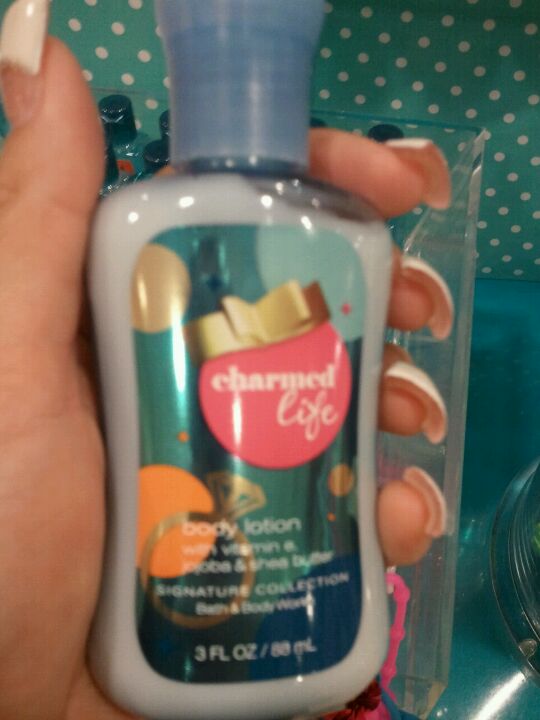 charmed
life
body lotion
with vitamin e,
jojoba & shea butter
SIGNATURE COLLECTION
Bath & Body Works
3 FL OZ / 88 mL